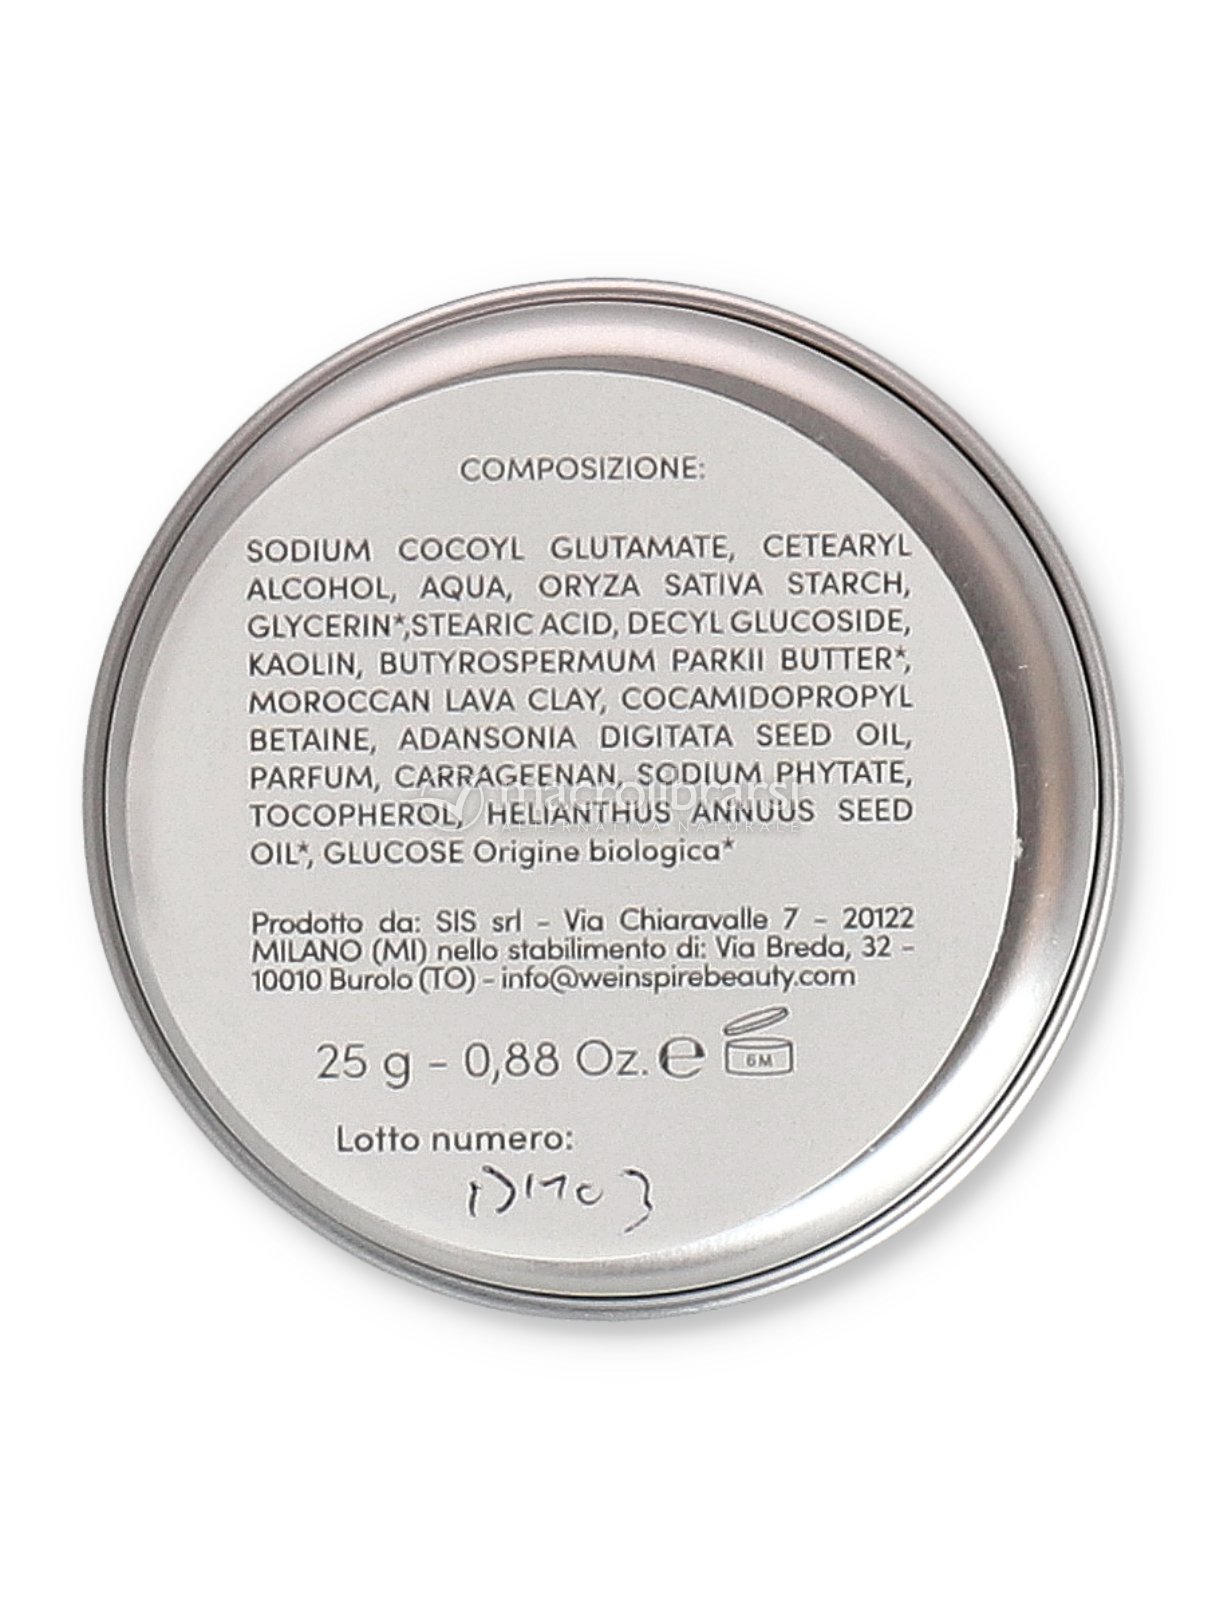 COMPOSIZIONE:
SODIUM COCOYL GLUTAMATE, CETEARYL
ALCOHOL, AQUA, ORYZA SATIVA STARCH,
GLYCERIN*,STEARIC ACID, DECYL GLUCOSIDE,
KAOLIN, BUTYROSPERMUM PARKII BUTTER*,
MOROCCAN LAVA CLAY, COCAMIDOPROPYL
BETAINE, ADANSONIA DIGITATA SEED OIL,
PARFUM, CARRAGEENAN, SODIUM PHYTATE,
macrolibrarsi
TOCOPHEROL, HELIANTHUS ANNUUS SEED
ALTERNATIVA NATURALE
OIL*, GLUCOSE Origine biologica*
Prodotto da: SIS srl - Via Chiaravalle 7 - 20122
MILANO (MI) nello stabilimento di: Via Breda, 32 -
10010 Burolo (TO) - info@weinspirebeauty.com
25 g - 0,88 Oz. e 6M
Lotto numero: